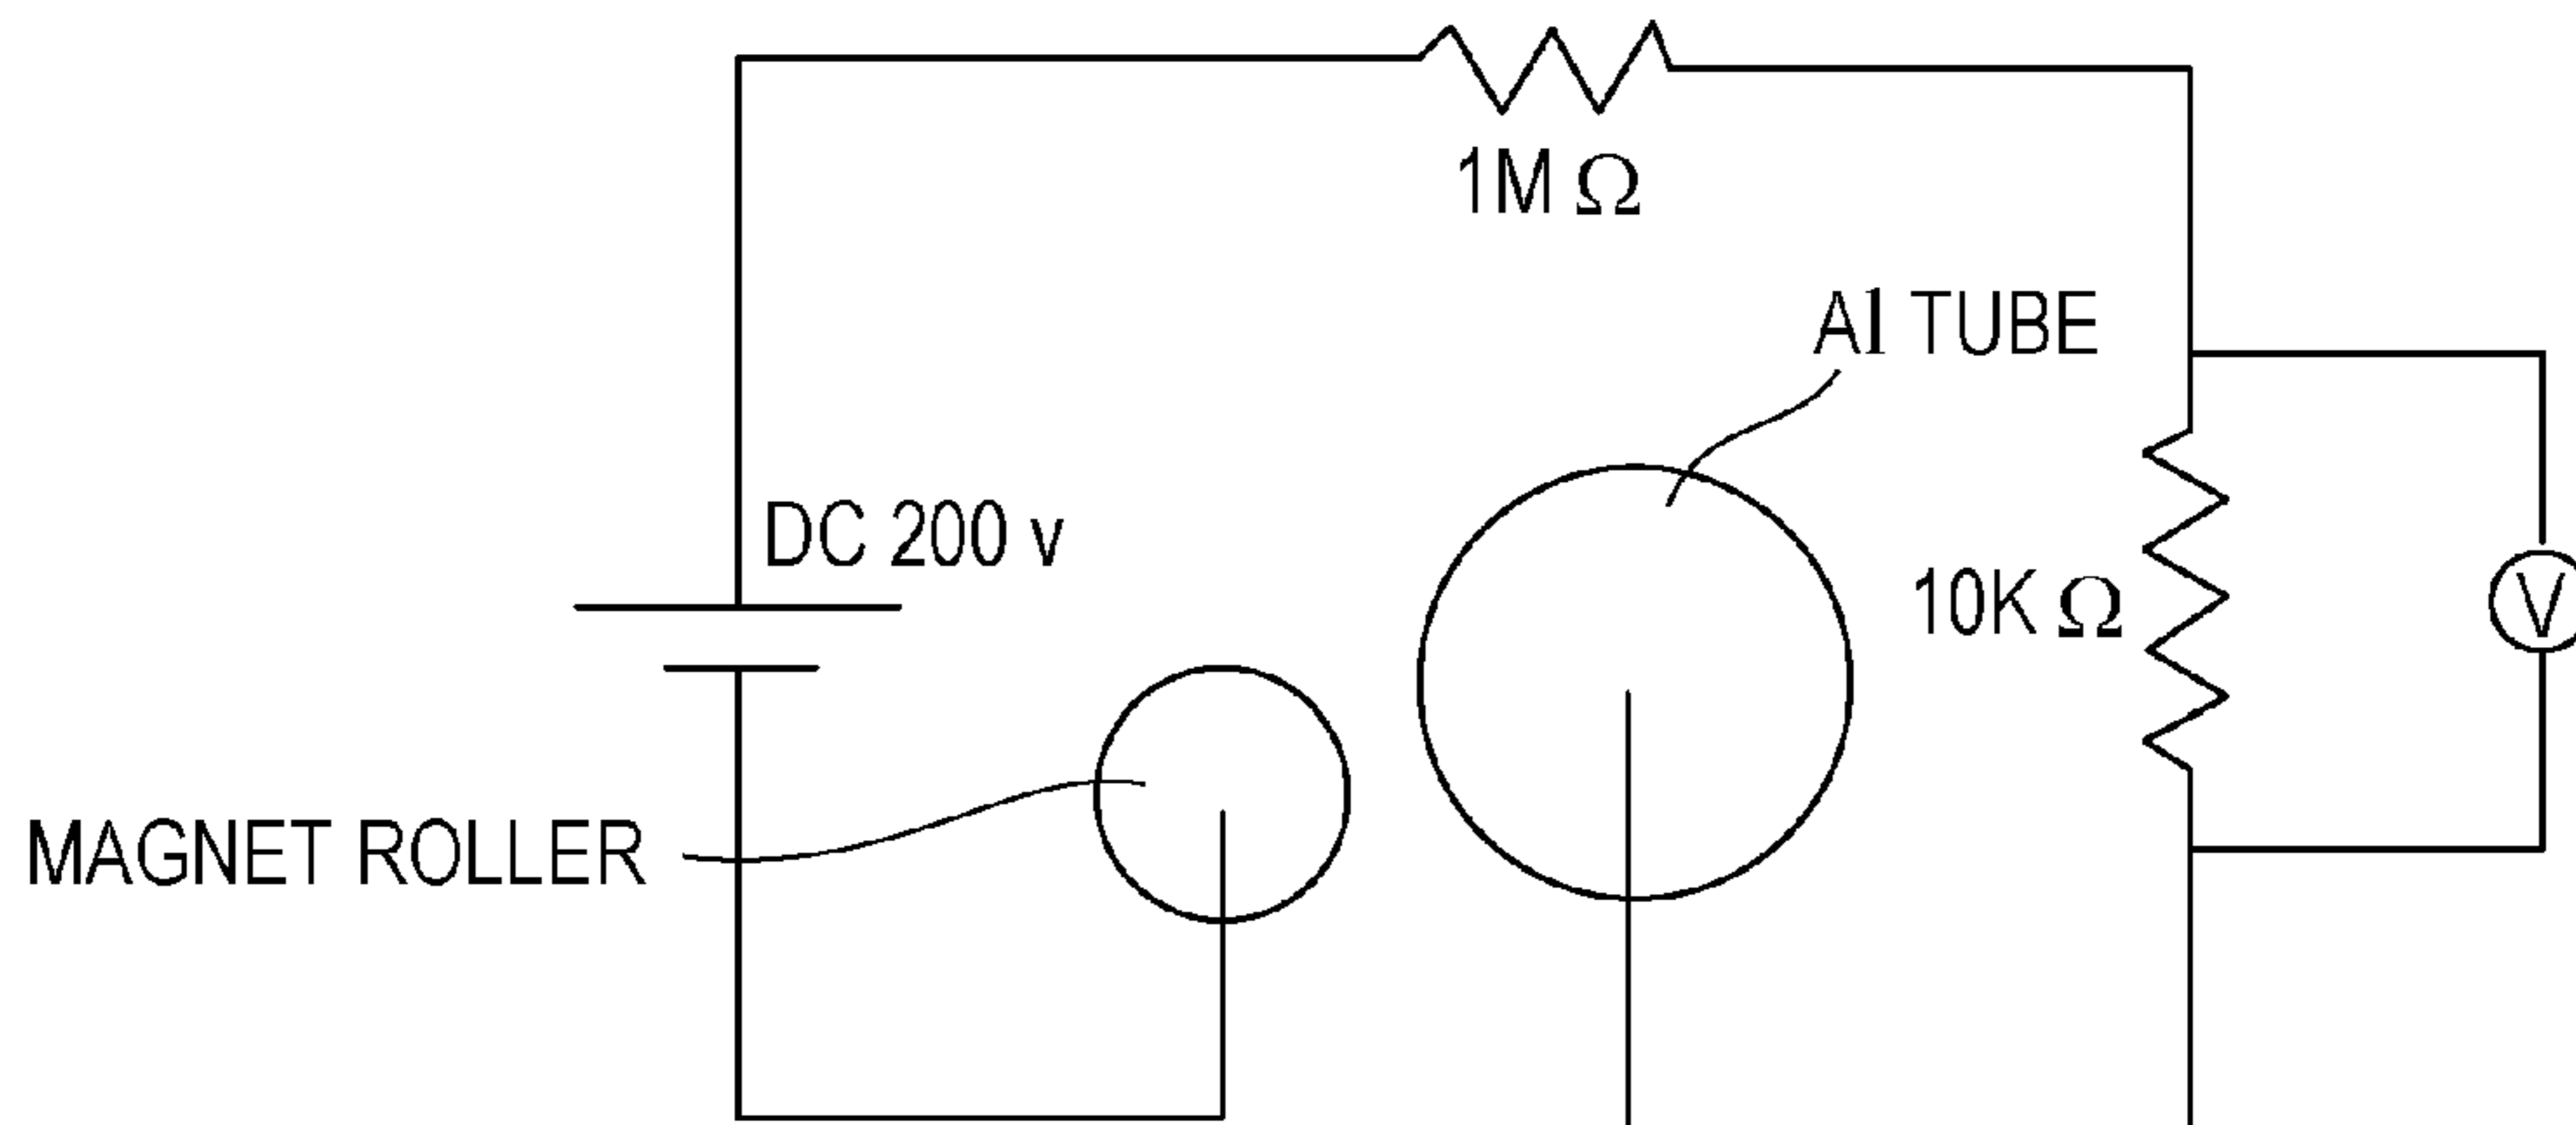 1M Ω
Al TUBE
DC 200 v
10K Ω
V
MAGNET ROLLER